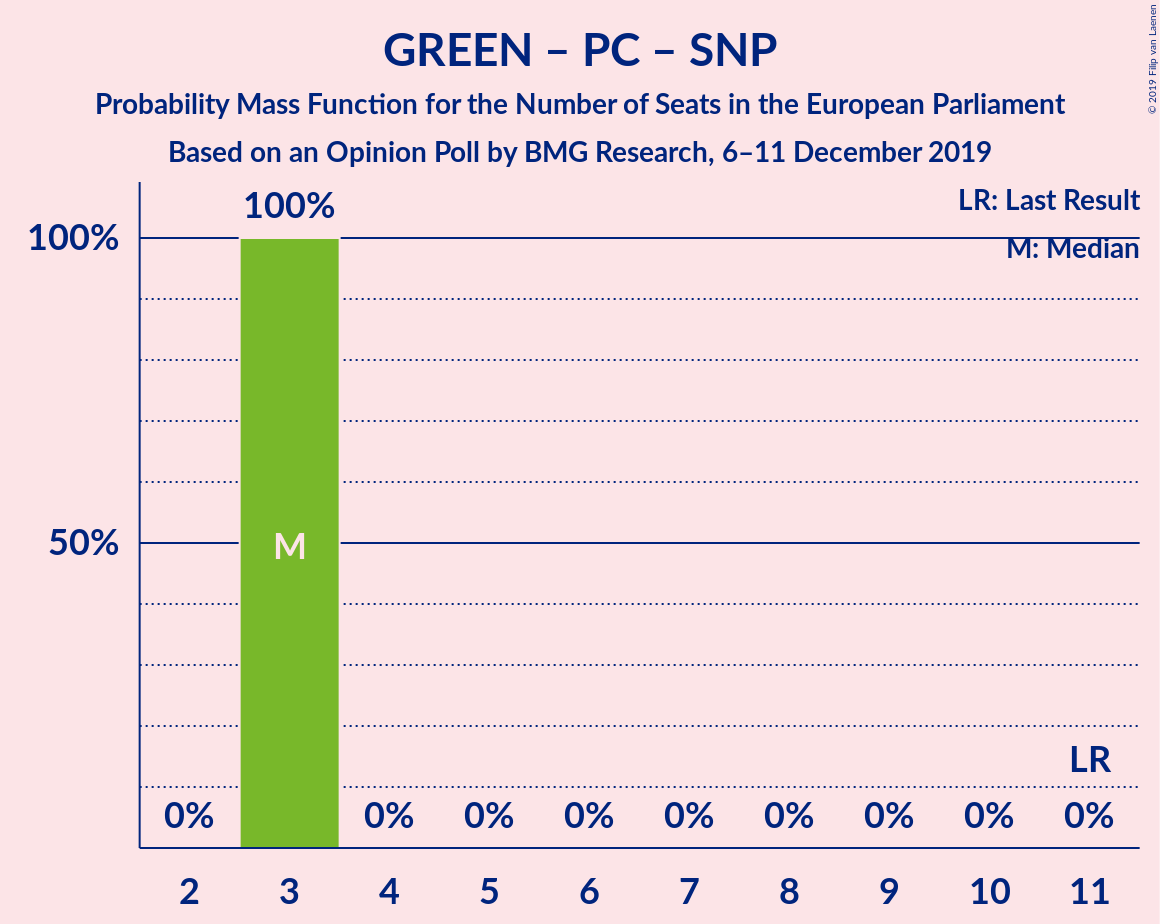 GREEN – PC – SNP
Probability Mass Function for the Number of Seats in the European Parliament
Based on an Opinion Poll by BMG Research, 6–11 December 2019
© 2019 Filip van Laenen
LR: Last Result
M: Median
100%
100%
50%
M
LR
0% 0% 0% 0% 0% 0% 0% 0% 0%
2 3 4 5 6 7 8 9 10 11